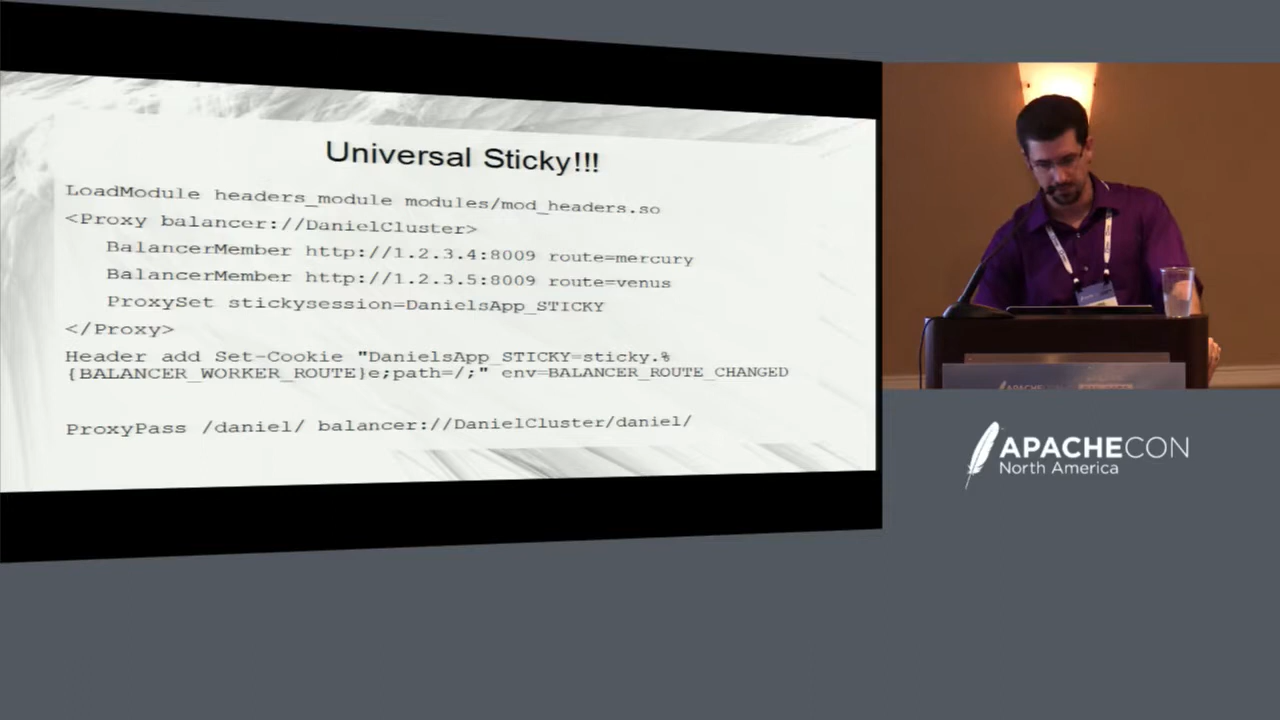 Universal Sticky!!!
LoadModule headers_module modules/mod_headers.so
<Proxy balancer://DanielCluster>
BalancerMember http://1.2.3.4:8009 route=mercury
BalancerMember http://1.2.3.5:8009 route=venus
ProxySet stickysession=DanielsApp_STICKY
</Proxy>
Header add Set-Cookie "DanielsApp_STICKY=sticky.%
{BALANCER_WORKER_ROUTE}e;path=/;" env=BALANCER_ROUTE_CHANGED
ProxyPass /daniel/ balancer://DanielCluster/daniel/
APACHECON
North America